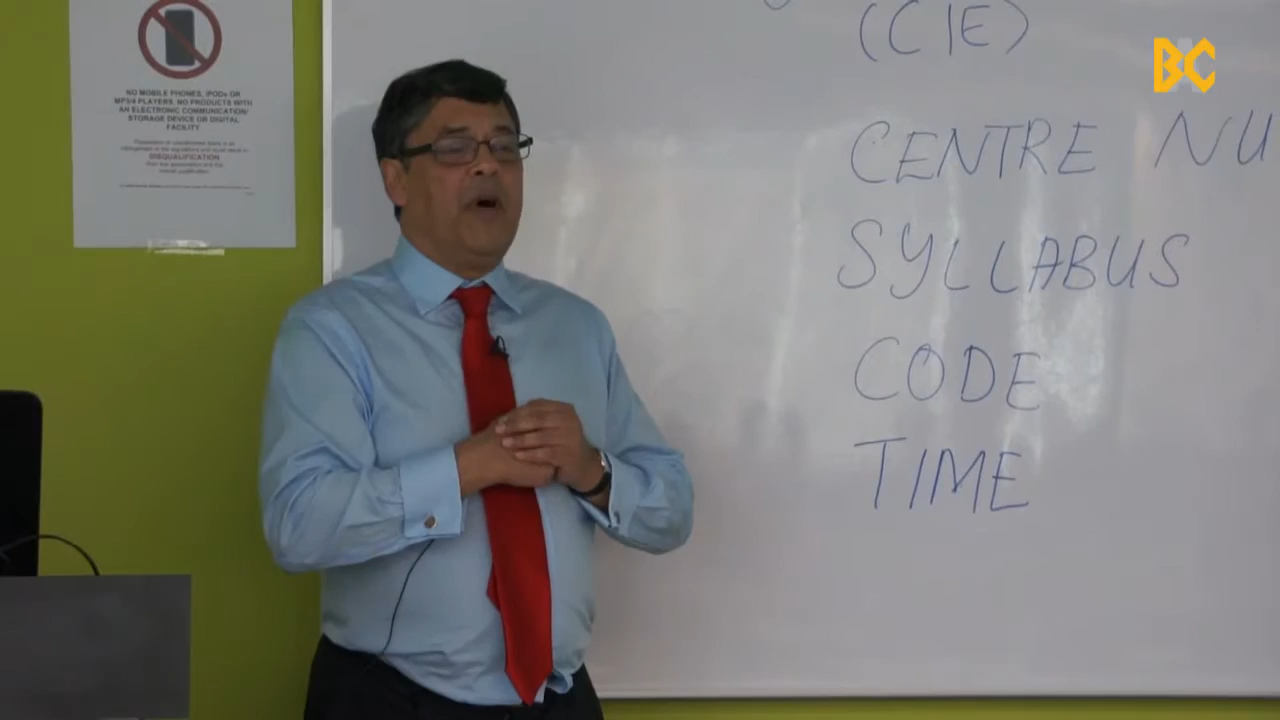 NO MOBILE PHONES, iPODs OR
MP3/4 PLAYERS. NO PRODUCTS WITH
AN ELECTRONIC COMMUNICATION/
STORAGE DEVICE OR DIGITAL
FACILITY
DISQUALIFICATION
(CIE)
CENTRE NU
SYLLABUS
CODE
TIME
BC